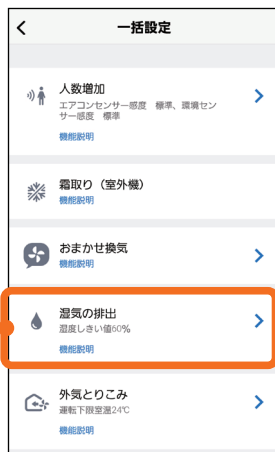 一括設定
人数増加
エアコンセンサー感度 標準、環境セン
サー感度 標準
機能説明
霜取り（室外機）
機能説明
おまかせ換気
機能説明
湿気の排出
湿度しきい値60%
機能説明
外気とりこみ
運転下限室温24℃
機能説明